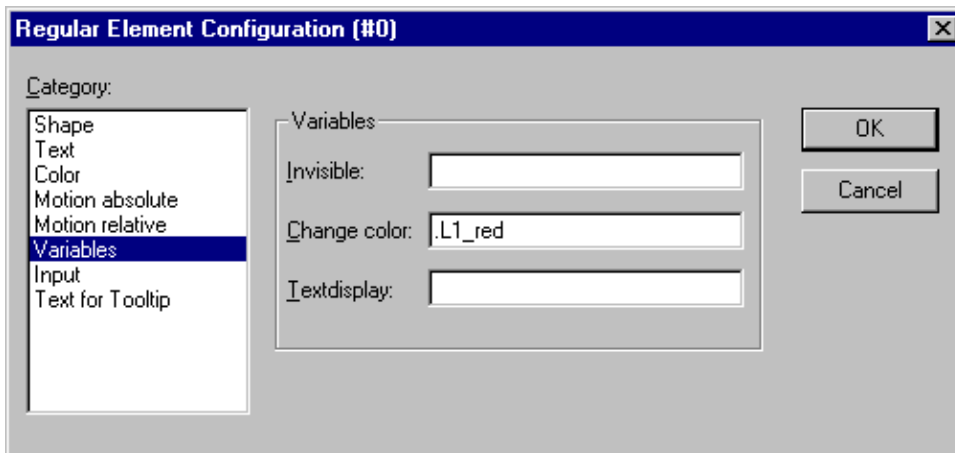 Regular Element Configuration (#0)
Category:
Shape
Text
Color
Motion absolute
Motion relative
Variables
Input
Text for Tooltip
Variables
Invisible:
Change color: .L1_red
Textdisplay:
OK
Cancel